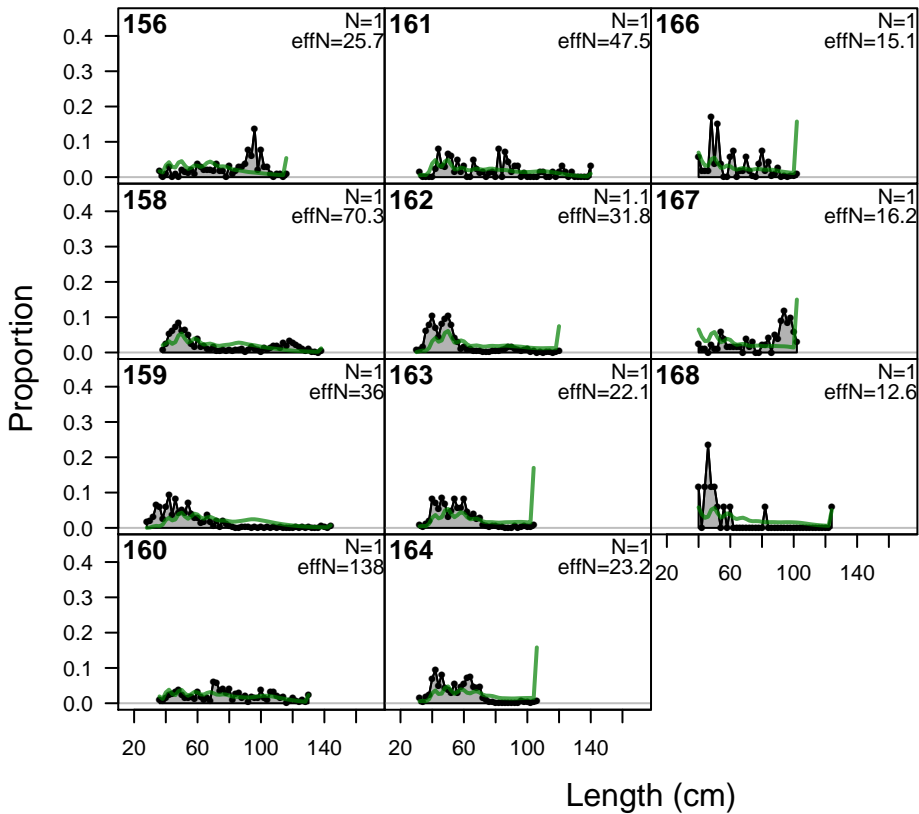 156
N=1
effN=25.7
161
N=1
effN=47.5
166
N=1
effN=15.1
0.4
0.3
0.2
0.1
0.0
158
N=1
effN=70.3
162
N=1.1
effN=31.8
167
N=1
effN=16.2
0.4
0.3
0.2
0.1
0.0
159
N=1
effN=36
163
N=1
effN=22.1
168
N=1
effN=12.6
0.4
0.3
0.2
0.1
0.0
160
N=1
effN=138
164
N=1
effN=23.2
0.4
0.3
0.2
0.1
0.0
20 60 100 140
20 60 100 140
20 60 100 140
Proportion
Length (cm)